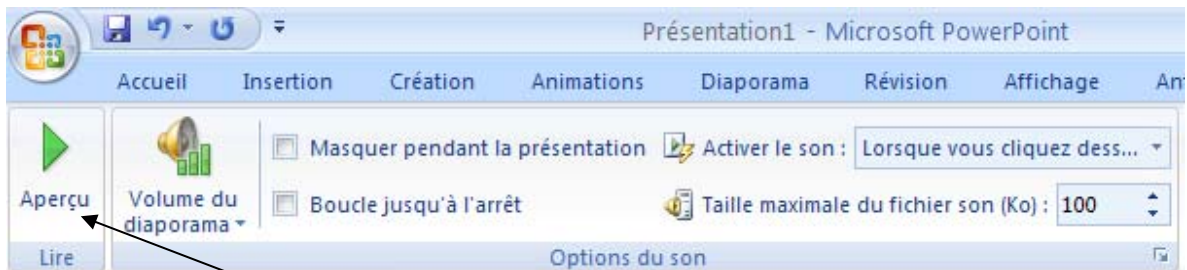 Présentation1 - Microsoft PowerPoint
Accueil Insertion Création Animations Diaporama Révision Affichage
Masquer pendant la présentation Activer le son : Lorsque vous cliquez dess...
Aperçu Volume du diaporama Boucle jusqu'à l'arrêt Taille maximale du fichier son (Ko) : 100
Lire Options du son